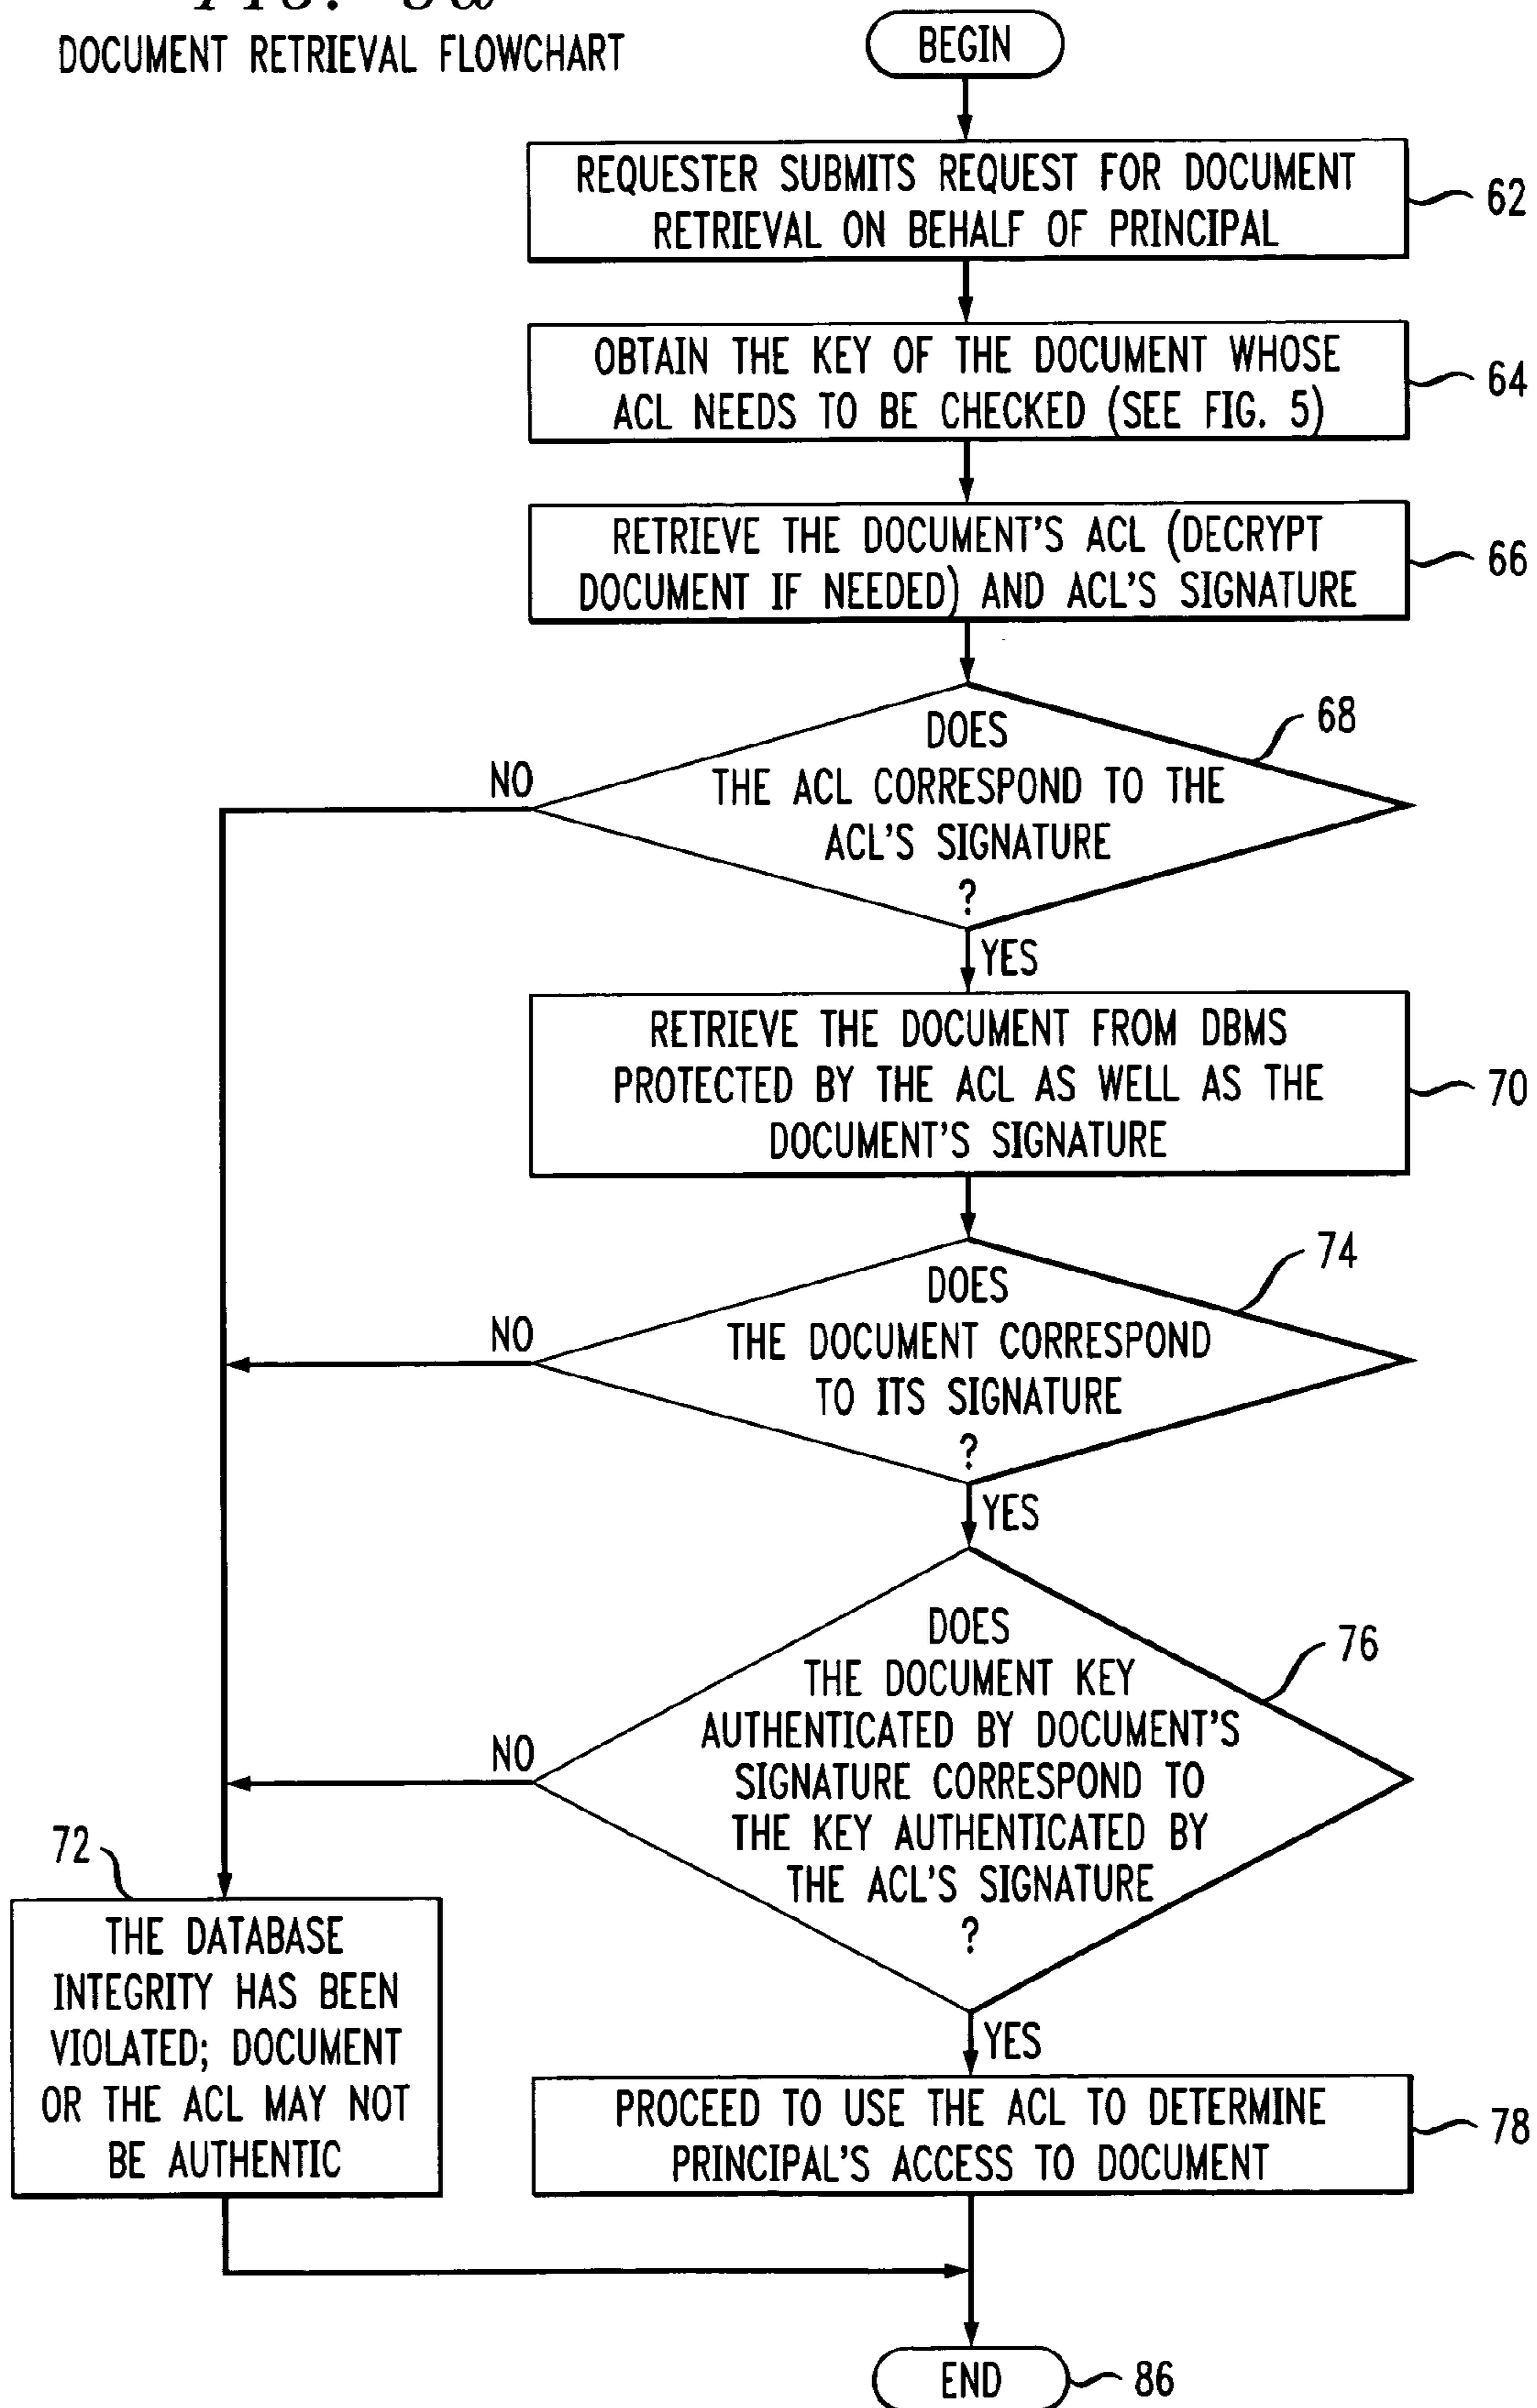 DOCUMENT RETRIEVAL FLOWCHART
BEGIN
REQUESTER SUBMITS REQUEST FOR DOCUMENT
RETRIEVAL ON BEHALF OF PRINCIPAL
62
OBTAIN THE KEY OF THE DOCUMENT WHOSE
ACL NEEDS TO BE CHECKED (SEE FIG. 5)
64
RETRIEVE THE DOCUMENT'S ACL (DECRYPT
DOCUMENT IF NEEDED) AND ACL'S SIGNATURE
66
68
DOES
THE ACL CORRESPOND TO THE
ACL'S SIGNATURE
?
NO
YES
RETRIEVE THE DOCUMENT FROM DBMS
PROTECTED BY THE ACL AS WELL AS THE
DOCUMENT'S SIGNATURE
70
74
DOES
THE DOCUMENT CORRESPOND
TO ITS SIGNATURE
?
NO
YES
76
DOES
THE DOCUMENT KEY
AUTHENTICATED BY DOCUMENT'S
SIGNATURE CORRESPOND TO
THE KEY AUTHENTICATED BY
THE ACL'S SIGNATURE
?
NO
YES
72
THE DATABASE
INTEGRITY HAS BEEN
VIOLATED; DOCUMENT
OR THE ACL MAY NOT
BE AUTHENTIC
PROCEED TO USE THE ACL TO DETERMINE
PRINCIPAL'S ACCESS TO DOCUMENT
78
END
86